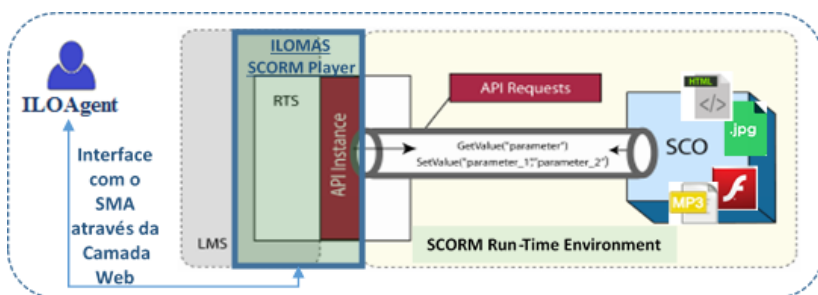 ILOMAS
SCORM Player
ILOAgent
Interface
com o
SMA
através da
Camada
Web
LMS
RTS
API Instance
API Requests
GetValue("parameter")
SetValue("parameter_1","parameter_2")
SCO
HTML
</>
.jpg
MP3
SCORM Run-Time Environment